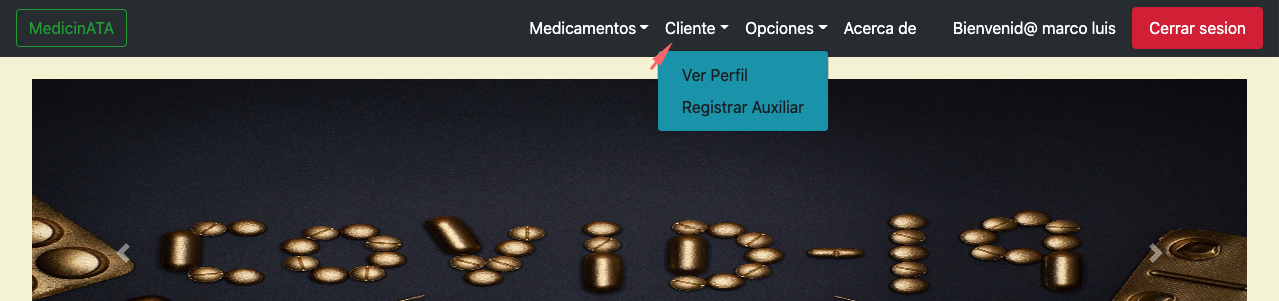 MedicinATA
Medicamentos Cliente Opciones Acerca de Bienvenid@ marco luis Cerrar sesion
Ver Perfil
Registrar Auxiliar
COVID-19